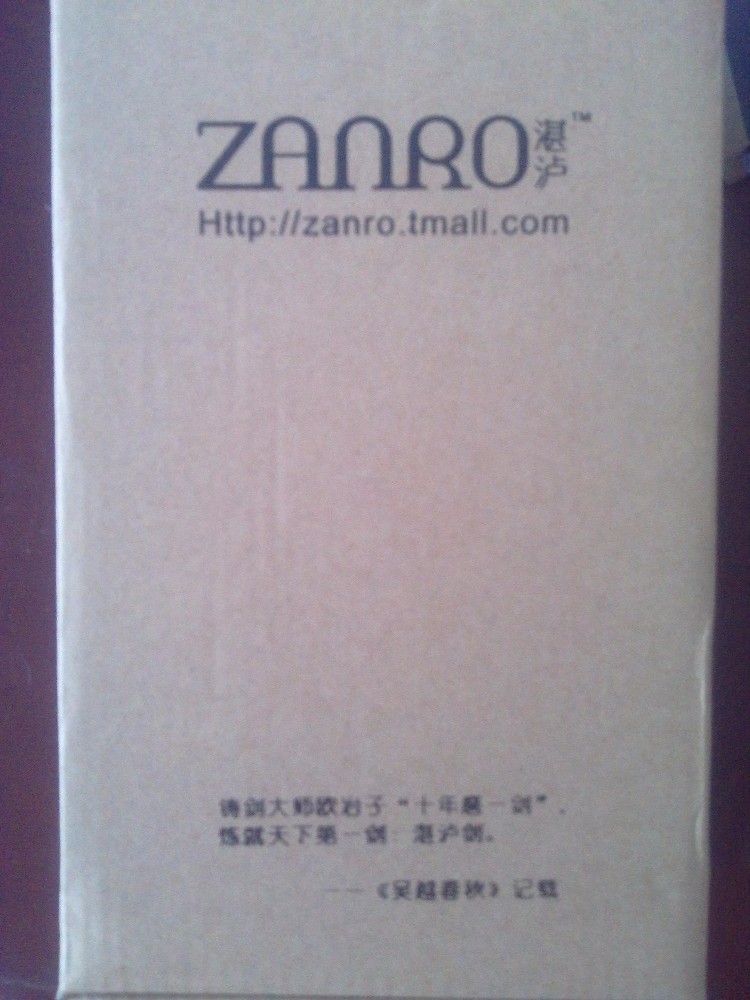 ZANRO湛泸™
Http://zanro.tmall.com
铸剑大师欧冶子“十年磨一剑”,
炼就天下第一剑：湛泸剑。
——《吴越春秋》记载